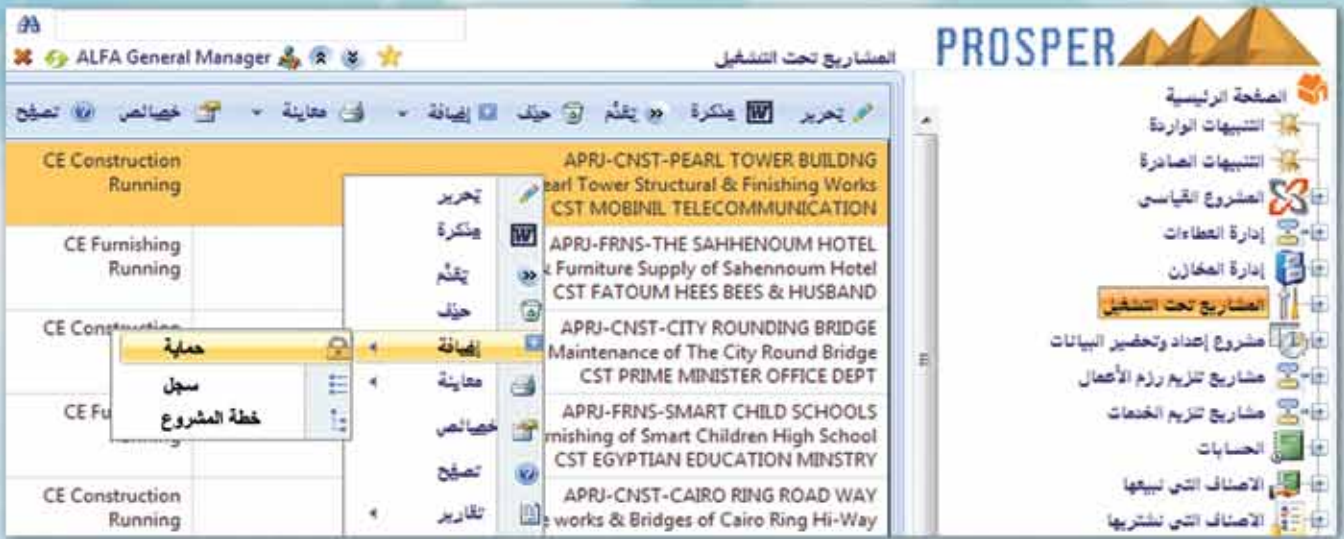 PROSPER
ALFA General Manager
المشاريع تحت التشغيل
تحرير مذكرة تقدُّم حذف إضافة معاينة خصائص تصفح
الصفحة الرئيسية
التنبيهات الواردة
التنبيهات الصادرة
المشروع القياسى
إدارة العطاءات
إدارة المخازن
المشاريع تحت التشغيل
مشروع إعداد وتحضير البيانات
مشاريع تلزيم رزم الأعمال
مشاريع تلزيم الخدمات
الحسابات
الاصناف التى نبيعها
الاصناف التى نشتريها
APRJ-CNST-PEARL TOWER BUILDNG
earl Tower Structural & Finishing Works
CST MOBINIL TELECOMMUNICATION
CE Construction
Running
APRJ-FRNS-THE SAHHENOUM HOTEL
& Furniture Supply of Sahennoum Hotel
CST FATOUM HEES BEES & HUSBAND
CE Furnishing
Running
APRJ-CNST-CITY ROUNDING BRIDGE
Maintenance of The City Round Bridge
CST PRIME MINISTER OFFICE DEPT
CE Construction
APRJ-FRNS-SMART CHILD SCHOOLS
rnishing of Smart Children High School
CST EGYPTIAN EDUCATION MINSTRY
CE Fu
APRJ-CNST-CAIRO RING ROAD WAY
e works & Bridges of Cairo Ring Hi-Way
CE Construction
Running
تحرير
مذكرة
تقدُّم
حذف
إضافة
معاينة
خصائص
تصفح
تقارير
حماية
سجل
خطة المشروع